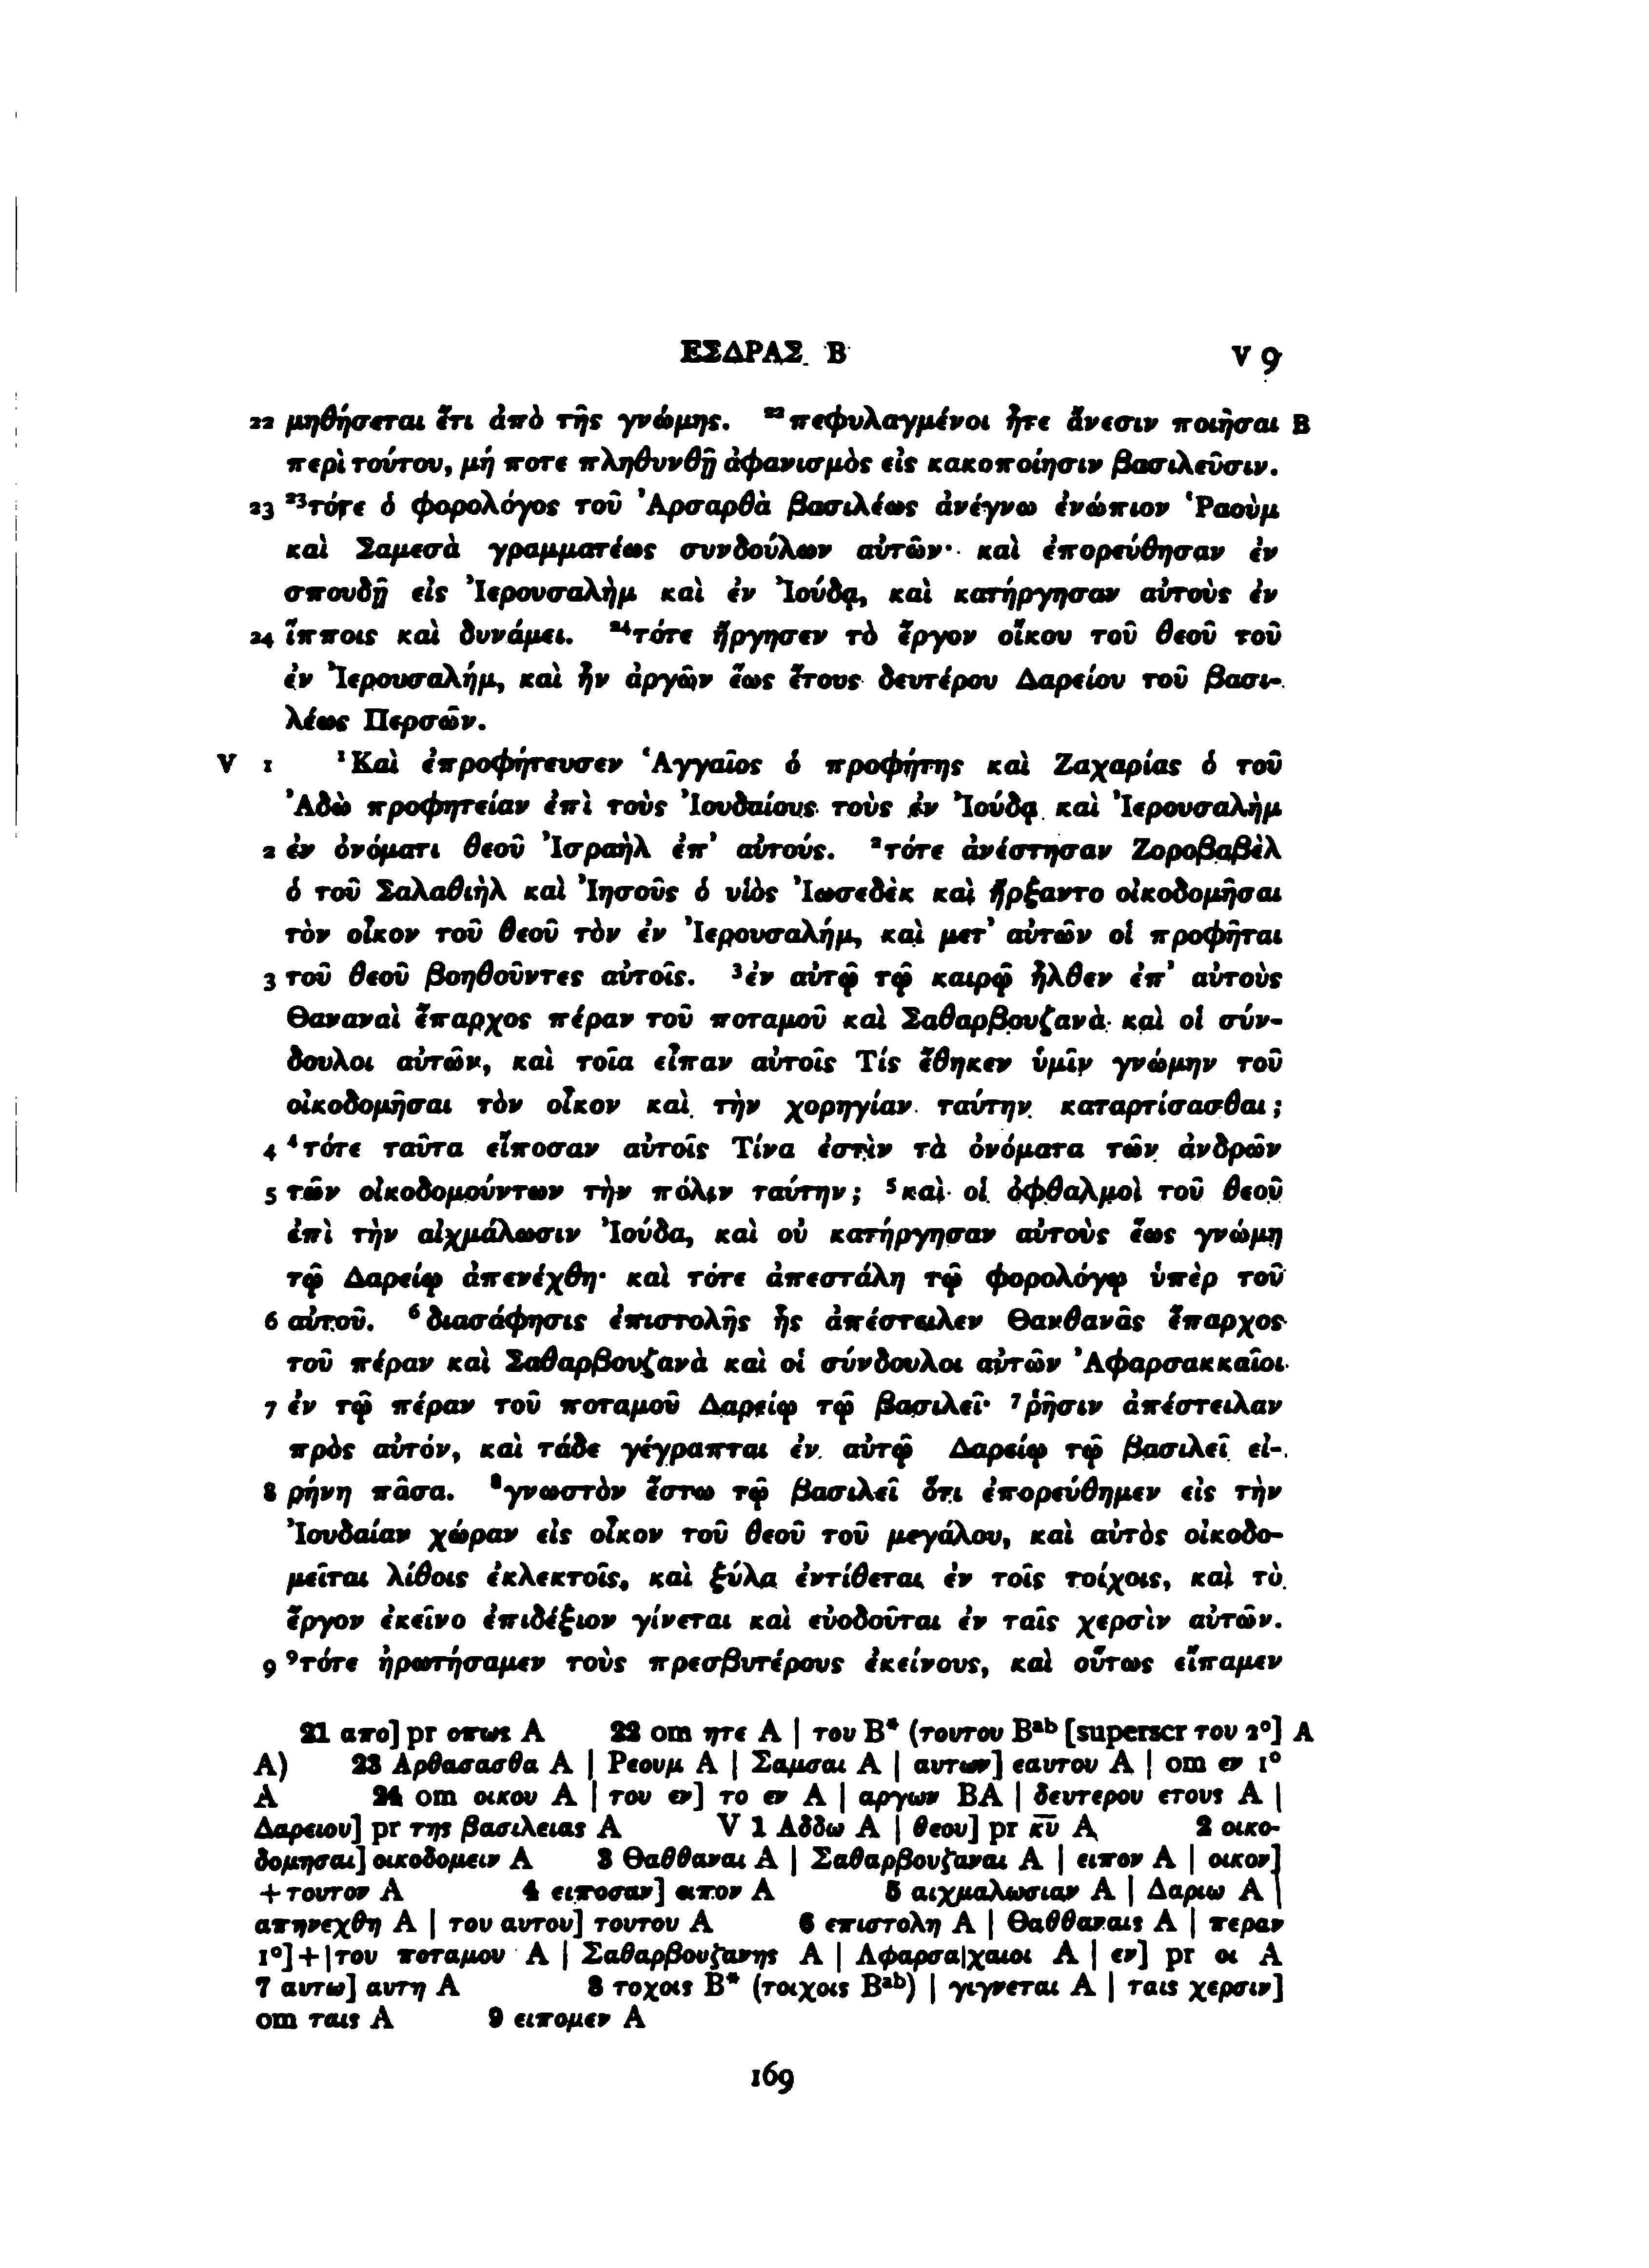 ΕΣΔΡΑΣ Β V 9
22 μηθήσεται ἔτι ἀπὸ τῆς γνώμης. ²²πεφυλαγμένοι ἦτε ἄνεσιν ποιῆσαι B
περὶ τούτου, μή ποτε πληθυνθῇ ἀφανισμὸς εἰς κακοποίησιν βασιλεῦσιν.
23 ²³τότε ὁ φορολόγος τοῦ Ἀρσαρθὰ βασιλέως ἀνέγνω ἐνώπιον Ῥαοὺμ
καὶ Σαμεσὰ γραμματέως συνδούλων αὐτῶν· καὶ ἐπορεύθησαν ἐν
σπουδῇ εἰς Ἰερουσαλὴμ καὶ ἐν Ἰούδᾳ, καὶ κατήργησαν αὐτοὺς ἐν
24 ἵπποις καὶ δυνάμει. ²⁴τότε ἤργησεν τὸ ἔργον οἴκου τοῦ θεοῦ τοῦ
ἐν Ἰερουσαλήμ, καὶ ἦν ἀργῶν ἕως ἔτους δευτέρου Δαρείου τοῦ βασι-
λέως Περσῶν.
V 1 ¹Καὶ ἐπροφήτευσεν Ἁγγαῖος ὁ προφήτης καὶ Ζαχαρίας ὁ τοῦ
Ἀδὼ προφητείαν ἐπὶ τοὺς Ἰουδαίους τοὺς ἐν Ἰούδᾳ καὶ Ἰερουσαλὴμ
2 ἐν ὀνόματι θεοῦ Ἰσραὴλ ἐπ᾽ αὐτούς. ²τότε ἀνέστησαν Ζοροβαβὲλ
ὁ τοῦ Σαλαθιὴλ καὶ Ἰησοῦς ὁ υἱὸς Ἰωσεδὲκ καὶ ἤρξαντο οἰκοδομῆσαι
τὸν οἶκον τοῦ θεοῦ τὸν ἐν Ἰερουσαλήμ, καὶ μετ᾽ αὐτῶν οἱ προφῆται
3 τοῦ θεοῦ βοηθοῦντες αὐτοῖς. ³ἐν αὐτῷ τῷ καιρῷ ἦλθεν ἐπ᾽ αὐτοὺς
Θαναναὶ ἔπαρχος πέραν τοῦ ποταμοῦ καὶ Σαθαρβουζανὰ καὶ οἱ σύν-
δουλοι αὐτῶν, καὶ τοῖα εἶπαν αὐτοῖς Τίς ἔθηκεν ὑμῖν γνώμην τοῦ
οἰκοδομῆσαι τὸν οἶκον καὶ τὴν χορηγίαν ταύτην καταρτίσασθαι;
4 ⁴τότε ταῦτα εἴποσαν αὐτοῖς Τίνα ἐστὶν τὰ ὀνόματα τῶν ἀνδρῶν
5 τῶν οἰκοδομούντων τὴν πόλιν ταύτην; ⁵καὶ οἱ ὀφθαλμοὶ τοῦ θεοῦ
ἐπὶ τὴν αἰχμάλωσιν Ἰούδα, καὶ οὐ κατήργησαν αὐτοὺς ἕως γνώμη
τῷ Δαρείῳ ἀπενέχθη· καὶ τότε ἀπεστάλη τῷ φορολόγῳ ὑπὲρ τοῦ
6 αὐτοῦ. ⁶διασάφησις ἐπιστολῆς ἧς ἀπέστειλεν Θανθανᾶς ἔπαρχος
τοῦ πέραν καὶ Σαθαρβουζανὰ καὶ οἱ σύνδουλοι αὐτῶν Ἀφαρσακκαῖοι
7 ἐν τῷ πέραν τοῦ ποταμοῦ Δαρείῳ τῷ βασιλεῖ· ⁷ῥῆσιν ἀπέστειλαν
πρὸς αὐτόν, καὶ τάδε γέγραπται ἐν αὐτῷ Δαρείῳ τῷ βασιλεῖ εἰ-
8 ρήνη πᾶσα. ⁸γνωστὸν ἔστω τῷ βασιλεῖ ὅτι ἐπορεύθημεν εἰς τὴν
Ἰουδαίαν χώραν εἰς οἶκον τοῦ θεοῦ τοῦ μεγάλου, καὶ αὐτὸς οἰκοδο-
μεῖται λίθοις ἐκλεκτοῖς, καὶ ξύλα ἐντίθεται ἐν τοῖς τοίχοις, καὶ τὸ
ἔργον ἐκεῖνο ἐπιδέξιον γίνεται καὶ εὐοδοῦται ἐν ταῖς χερσὶν αὐτῶν.
9 ⁹τότε ἠρωτήσαμεν τοὺς πρεσβυτέρους ἐκείνους, καὶ οὕτως εἴπαμεν
21 απο] pr οπως A 22 om ητε A | του B* (τουτου Bᵃᵇ [superscr του 2°] A
A) 23 Αρθασασθα A | Ρεουμ A | Σαμσαι A | αυτων] εαυτου A | om εν 1°
A 24 om οικου A | του εν] το εν A | αργων BA | δευτερου ετους A |
Δαρειου] pr της βασιλειας A V 1 Αδδω A | θεου] pr κ̅υ̅ A 2 οικο-
δομησαι] οικοδομειν A 3 Θαθθαναι A | Σαθαρβουζαναι A | ειπον A | οικον]
+ τουτον A 4 ειποσαν] ειπον A 5 αιχμαλωσιαν A | Δαριω A |
απηνεχθη A | του αυτου] τουτου A 6 επιστολη A | Θαθθαναις A | περαν
1°] + |του ποταμου A | Σαθαρβουζανης A | Αφαρσα|χαιοι A | εν] pr οι A
7 αυτω] αυτη A 8 τοχοις B* (τοιχοις Bᵃᵇ) | γιγνεται A | ταις χερσιν]
om ταις A 9 ειπομεν A
169